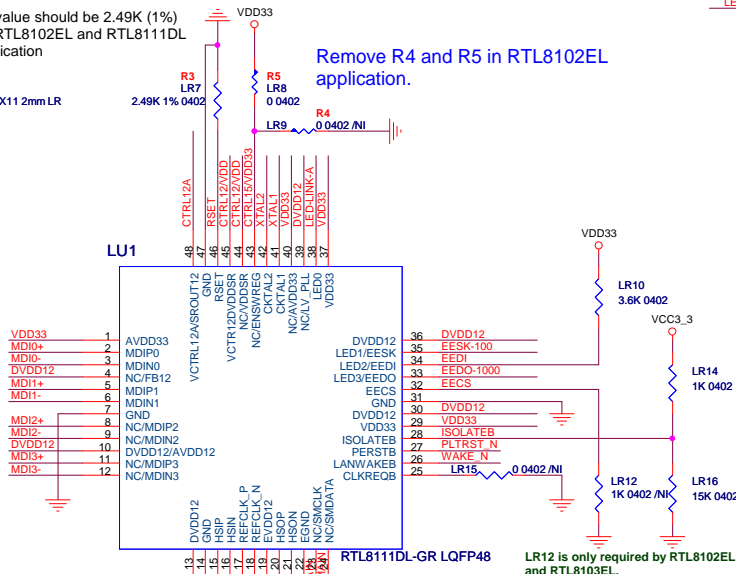 value should be 2.49K (1%)
RTL8102EL and RTL8111DL
ication
X11 2mm LR
VDD33
R3
LR7
2.49K 1% 0402
R5
LR8
0 0402
R4
LR9
0 0402 /NI
Remove R4 and R5 in RTL8102EL
application.
CTRL12A
RSET
CTRL12/VDD
CTRL12/VDD
CTRL15/VDD33
XTAL2
XTAL1
VDD33
DVDD12
LED-LINK-A
VDD33
LU1
48
47
46
45
44
43
42
41
40
39
38
37
VCTRL12A/SROUT12
GND
RSET
VCTR12DVDDSR
NC/VDDSR
NC/ENSWREG
CKTAL2
CKTAL1
NC/AVDD33
NC/LV_PLL
LED0
VDD33
VDD33 1 AVDD33
MDI0+ 2 MDIP0
MDI0- 3 MDIN0
DVDD12 4 NC/FB12
MDI1+ 5 MDIP1
MDI1- 6 MDIN1
7 GND
MDI2+ 8 NC/MDIP2
MDI2- 9 NC/MDIN2
DVDD12 10 DVDD12/AVDD12
MDI3+ 11 NC/MDIP3
MDI3- 12 NC/MDIN3
DVDD12 36 DVDD12
LED1/EESK 35 EESK-100
LED2/EEDI 34 EEDI
LED3/EEDO 33 EEDO-1000
EECS 32 EECS
GND 31
DVDD12 30 DVDD12
VDD33 29 VDD33
ISOLATEB 28 ISOLATEB
PERSTB 27 PLTRST_N
LANWAKEB 26 WAKE_N
CLKREQB 25
LR15
0 0402 /NI
VDD33
LR10
3.6K 0402
VCC3_3
LR14
1K 0402
LR12
1K 0402 /NI
LR16
15K 0402
DVDD12
GND
HSIP
HSIN
REFCLK_P
REFCLK_N
EVDD12
HSOP
HSON
EGND
NC/SMCLK
NC/SMDATA
13
14
15
16
17
18
19
20
21
22
23
24
RTL8111DL-GR LQFP48
LR12 is only required by RTL8102EL
and RTL8103EL.